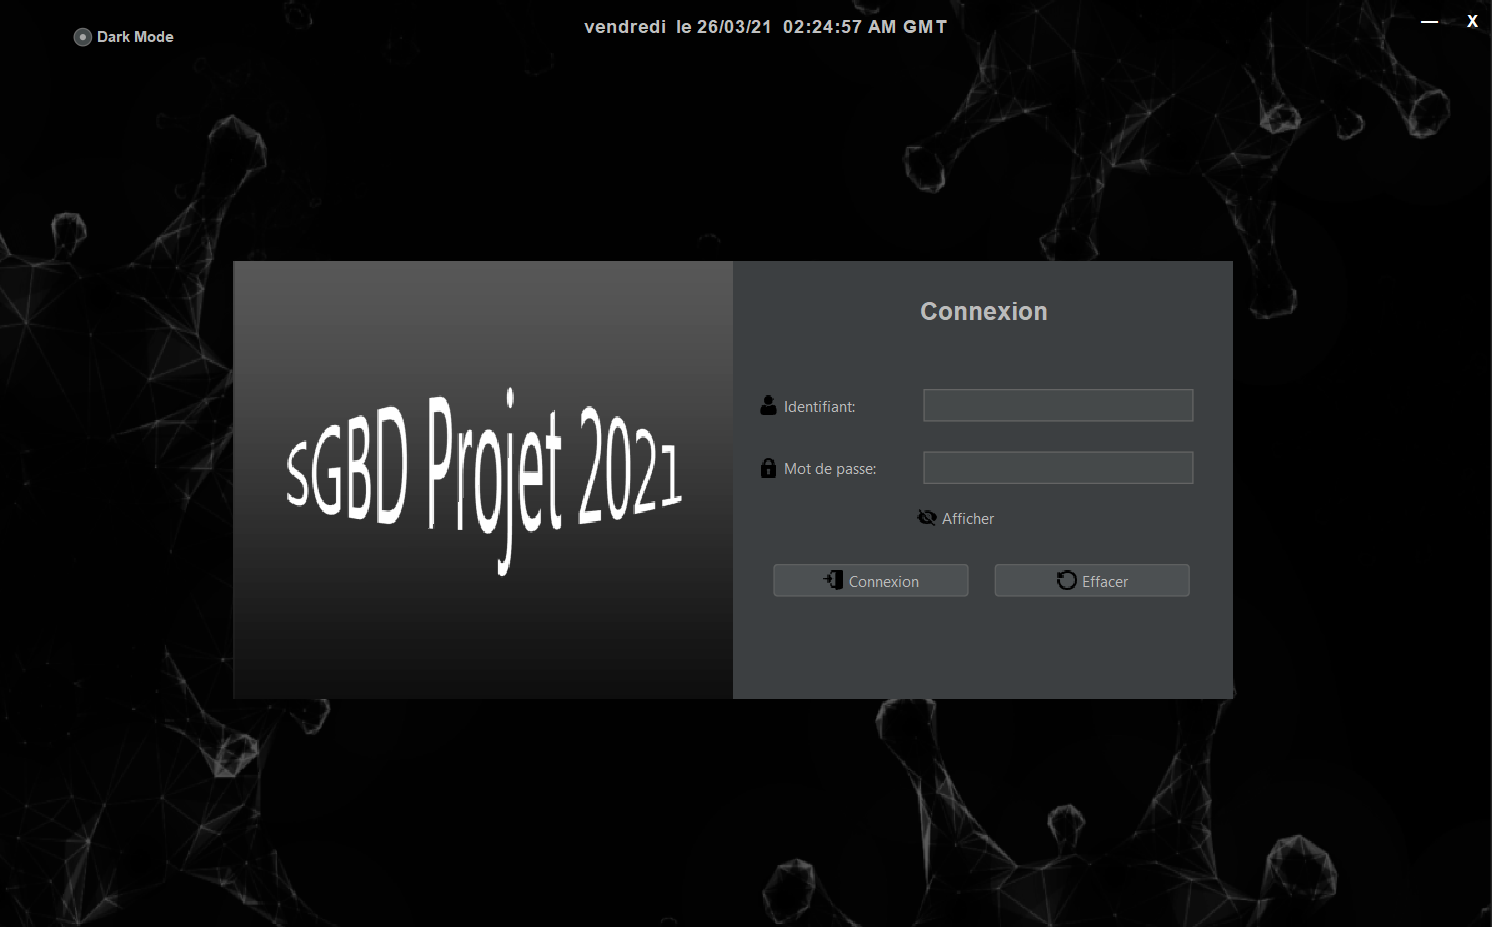 Dark Mode
vendredi le 26/03/21 02:24:57 AM GMT
— X
SGBD Projet 2021
Connexion
Identifiant:
Mot de passe:
Afficher
Connexion
Effacer